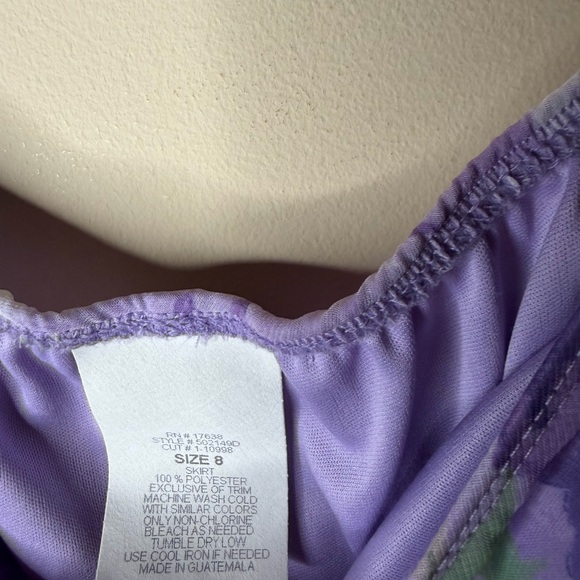 RN # 17638
STYLE # 502149D
CUT # 1-10998
SIZE 8
SKIRT
100 % POLYESTER
EXCLUSIVE OF TRIM
MACHINE WASH COLD
WITH SIMILAR COLORS
ONLY NON-CHLORINE
BLEACH AS NEEDED
TUMBLE DRY LOW
USE COOL IRON IF NEEDED
MADE IN GUATEMALA